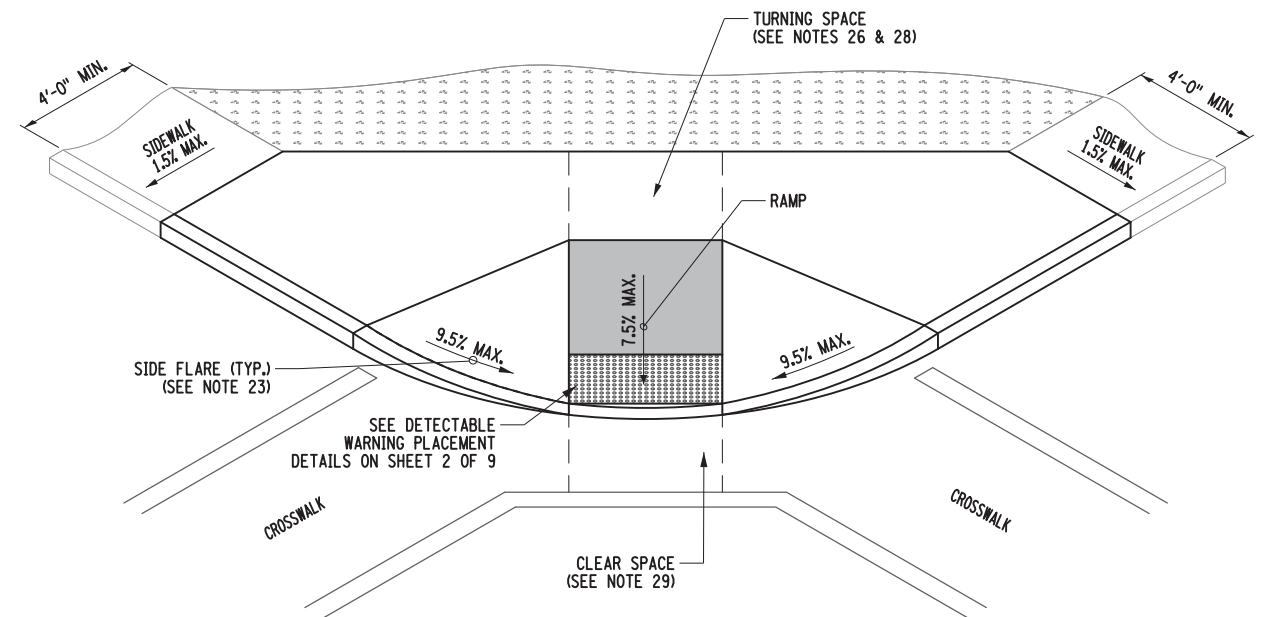 TURNING SPACE
(SEE NOTES 26 & 28)
4'-0" MIN.
4'-0" MIN.
SIDEWALK
1.5% MAX.
SIDEWALK
1.5% MAX.
RAMP
7.5% MAX.
9.5% MAX.
9.5% MAX.
SIDE FLARE (TYP.)
(SEE NOTE 23)
SEE DETECTABLE
WARNING PLACEMENT
DETAILS ON SHEET 2 OF 9
CROSSWALK
CROSSWALK
CLEAR SPACE
(SEE NOTE 29)